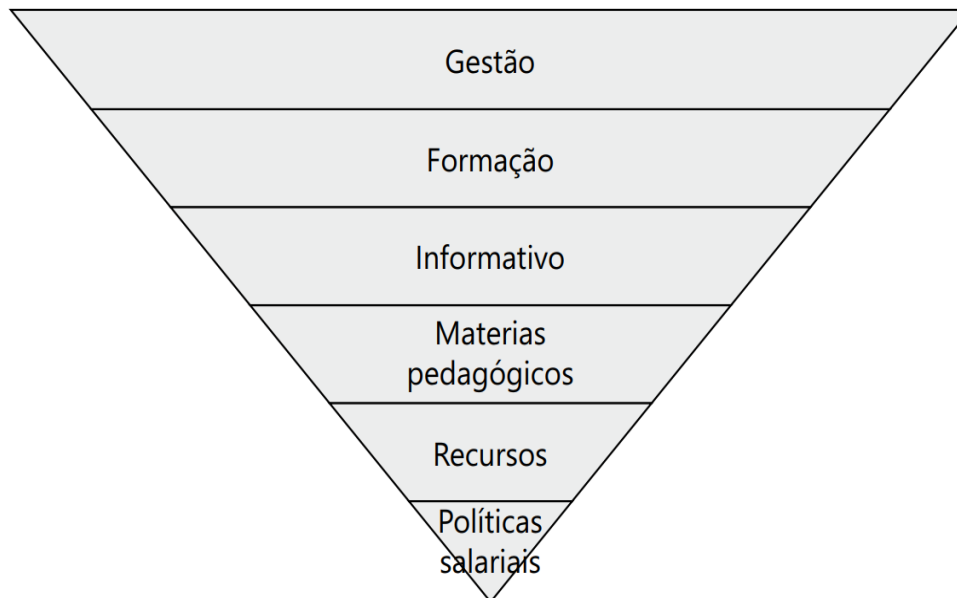 Gestão
Formação
Informativo
Materias
pedagógicos
Recursos
Políticas
salariais